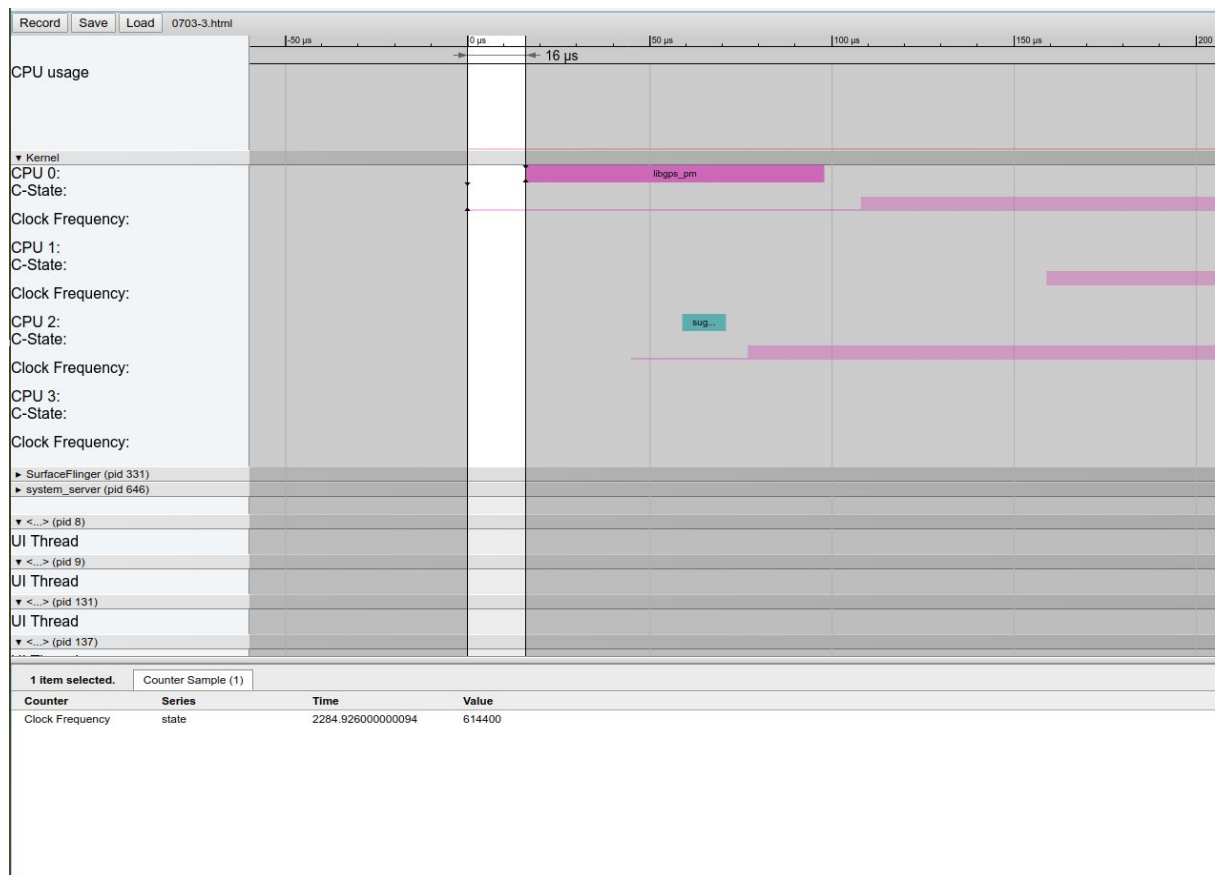 Record Save Load 0703-3.html
-50 µs 0 µs 50 µs 100 µs 150 µs 200
16 µs
CPU usage
▾ Kernel
CPU 0:
libgps_pm
C-State:
Clock Frequency:
CPU 1:
C-State:
Clock Frequency:
CPU 2:
sug...
C-State:
Clock Frequency:
CPU 3:
C-State:
Clock Frequency:
▸ SurfaceFlinger (pid 331)
▸ system_server (pid 646)
▾ <...> (pid 8)
UI Thread
▾ <...> (pid 9)
UI Thread
▾ <...> (pid 131)
UI Thread
▾ <...> (pid 137)
1 item selected. Counter Sample (1)
Counter Series Time Value
Clock Frequency state 2284.926000000094 614400